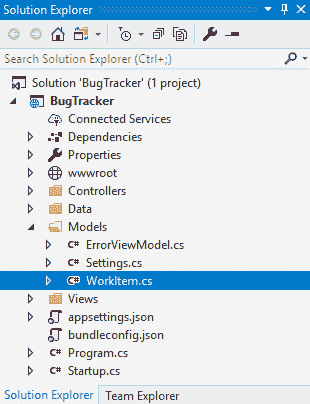 Solution Explorer
Search Solution Explorer (Ctrl+;)
Solution 'BugTracker' (1 project)
BugTracker
Connected Services
Dependencies
Properties
wwwroot
Controllers
Data
Models
C# ErrorViewModel.cs
C# Settings.cs
C# WorkItem.cs
Views
appsettings.json
bundleconfig.json
C# Program.cs
C# Startup.cs
Solution Explorer Team Explorer